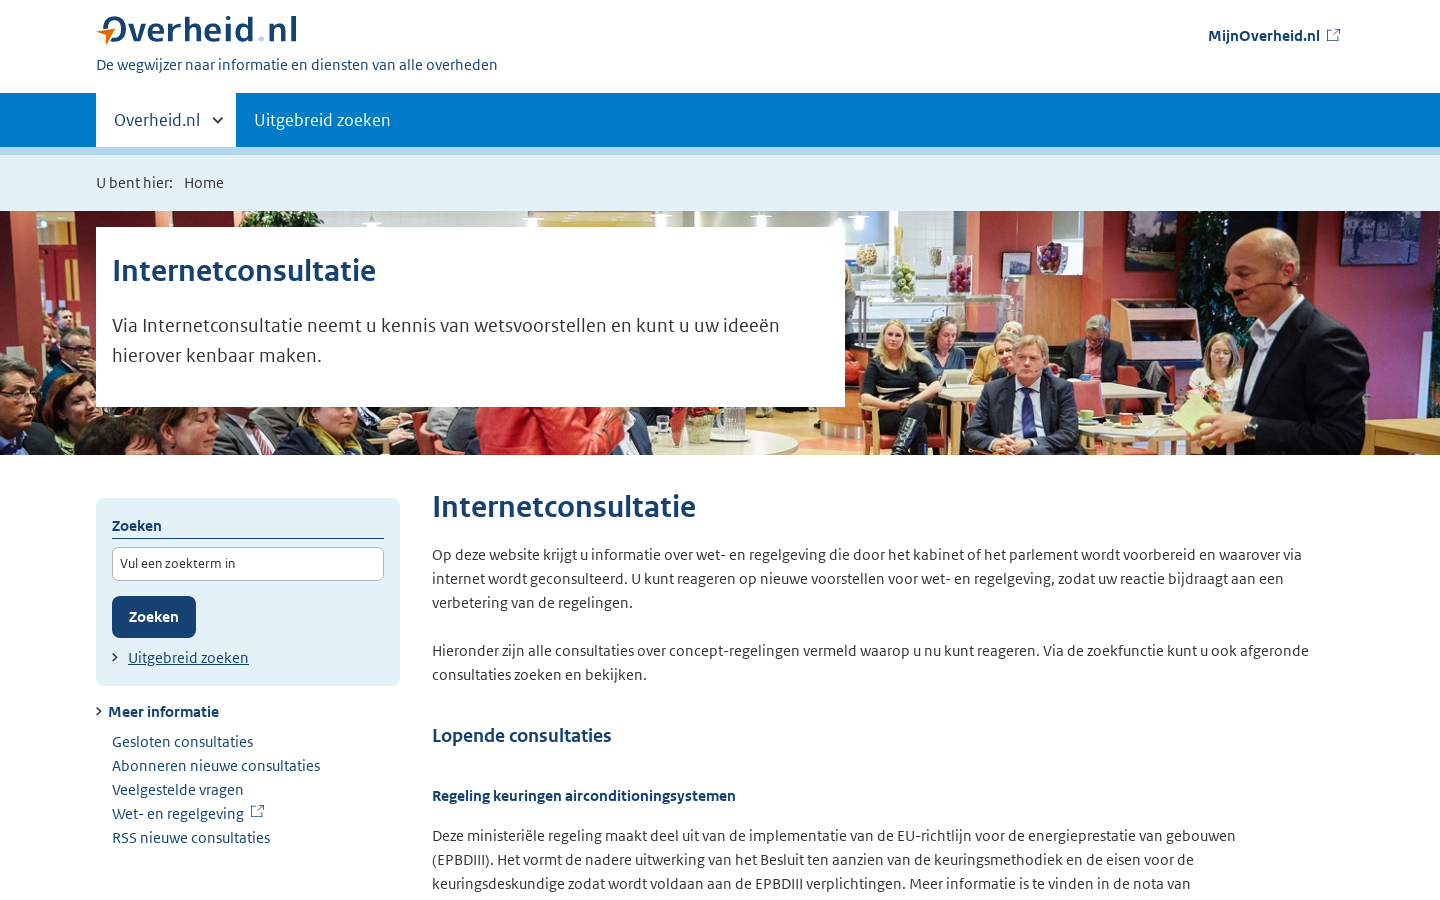 Overheid.nl
De wegwijzer naar informatie en diensten van alle overheden
MijnOverheid.nl
Overheid.nl
Uitgebreid zoeken
U bent hier: Home
Internetconsultatie
Via Internetconsultatie neemt u kennis van wetsvoorstellen en kunt u uw ideeën
hierover kenbaar maken.
Zoeken
Vul een zoekterm in
Zoeken
Uitgebreid zoeken
Meer informatie
Gesloten consultaties
Abonneren nieuwe consultaties
Veelgestelde vragen
Wet- en regelgeving
RSS nieuwe consultaties
Internetconsultatie
Op deze website krijgt u informatie over wet- en regelgeving die door het kabinet of het parlement wordt voorbereid en waarover via
internet wordt geconsulteerd. U kunt reageren op nieuwe voorstellen voor wet- en regelgeving, zodat uw reactie bijdraagt aan een
verbetering van de regelingen.
Hieronder zijn alle consultaties over concept-regelingen vermeld waarop u nu kunt reageren. Via de zoekfunctie kunt u ook afgeronde
consultaties zoeken en bekijken.
Lopende consultaties
Regeling keuringen airconditioningsystemen
Deze ministeriële regeling maakt deel uit van de implementatie van de EU-richtlijn voor de energieprestatie van gebouwen
(EPBDIII). Het vormt de nadere uitwerking van het Besluit ten aanzien van de keuringsmethodiek en de eisen voor de
keuringsdeskundige zodat wordt voldaan aan de EPBDIII verplichtingen. Meer informatie is te vinden in de nota van